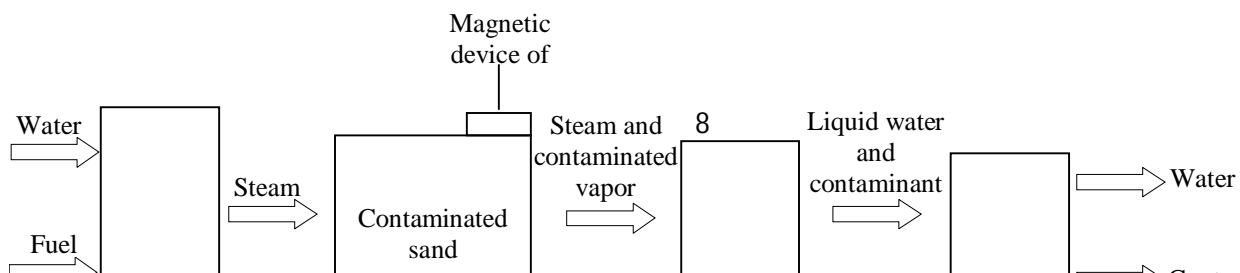 Magnetic
device of
Water
8
Steam and
contaminated
vapor
Liquid water
and
contaminant
Steam
Contaminated
sand
Water
Fuel